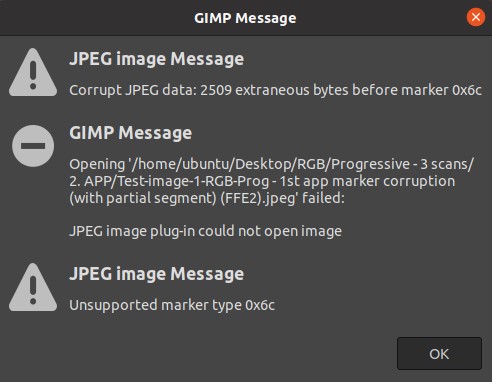 GIMP Message
JPEG image Message
Corrupt JPEG data: 2509 extraneous bytes before marker 0x6c
GIMP Message
Opening '/home/ubuntu/Desktop/RGB/Progressive - 3 scans/
2. APP/Test-image-1-RGB-Prog - 1st app marker corruption
(with partial segment) (FFE2).jpeg' failed:
JPEG image plug-in could not open image
JPEG image Message
Unsupported marker type 0x6c
OK